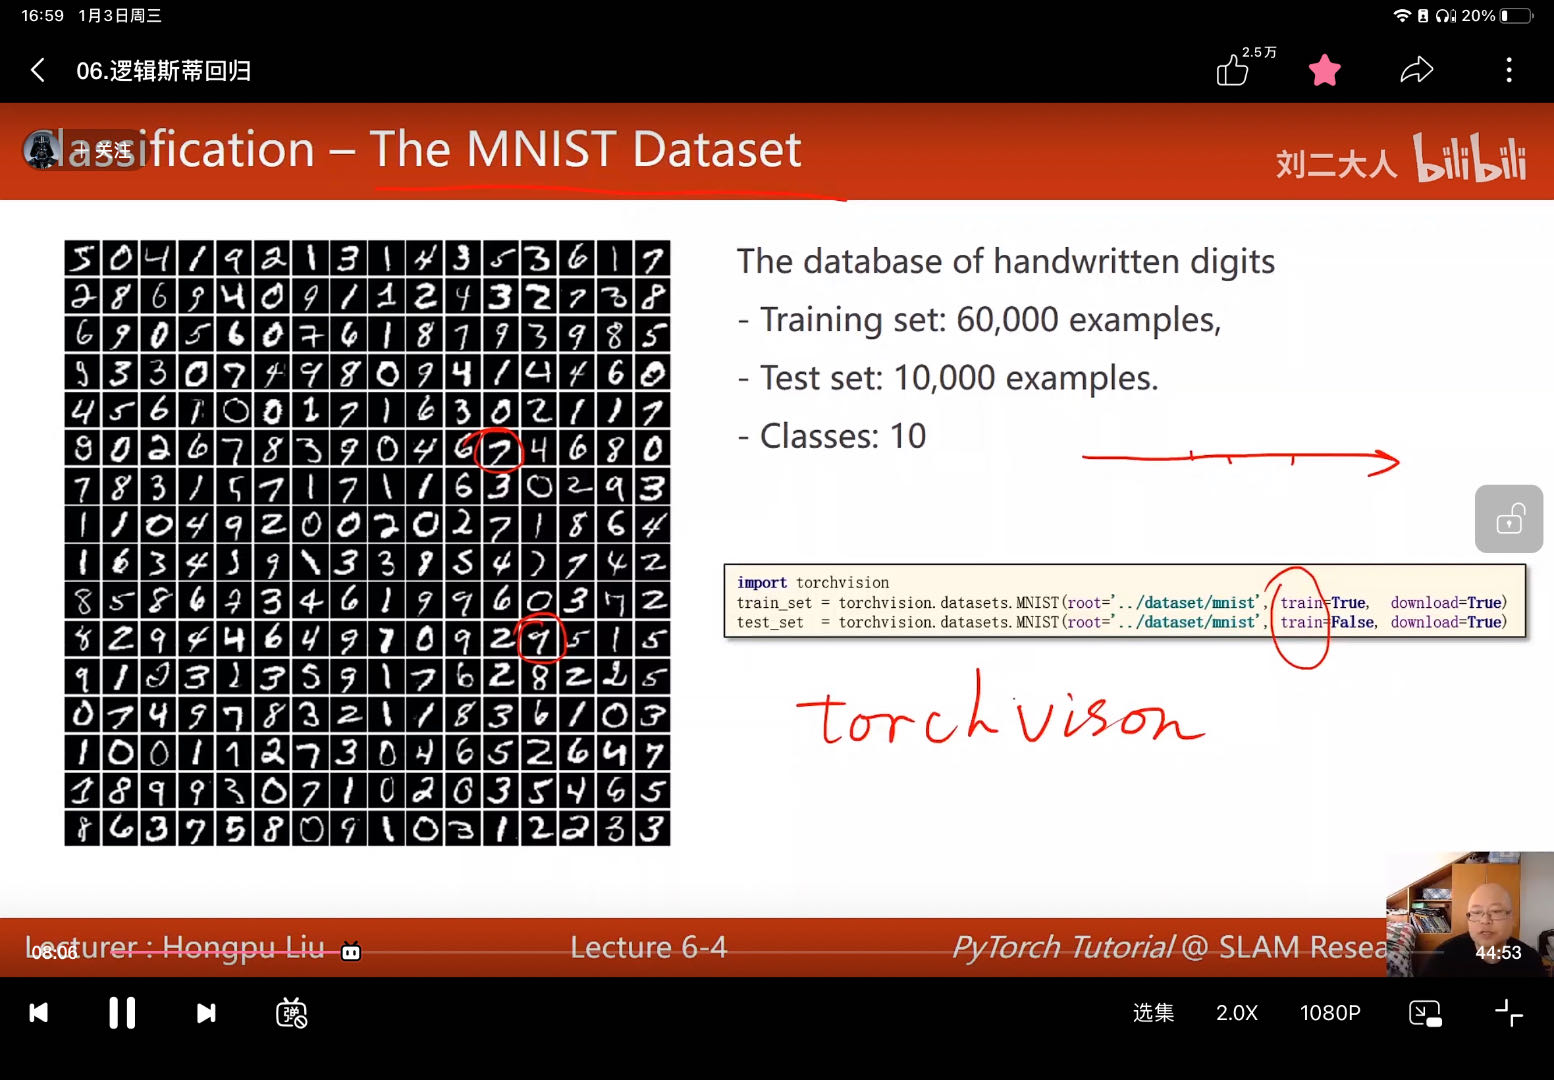 16:59 1月3日周三
20%
06.逻辑斯蒂回归
2.5万
Classification – The MNIST Dataset
+ 关注
刘二大人 bilibili
5 0 4 1 9 2 1 3 1 4 3 5 3 6 1 7
2 8 6 9 4 0 9 1 1 2 4 3 2 7 3 8
6 9 0 5 6 0 7 6 1 8 7 9 3 9 8 5
9 3 3 0 7 4 9 8 0 9 4 1 4 4 6 0
4 5 6 1 0 0 1 7 1 6 3 0 2 1 1 7
9 0 2 6 7 8 3 9 0 4 6 7 4 6 8 0
7 8 3 1 5 7 1 7 1 1 6 3 0 2 9 3
1 1 0 4 9 2 0 0 2 0 2 7 1 8 6 4
1 6 3 4 5 9 1 3 3 8 5 4 7 7 4 2
8 5 8 6 7 3 4 6 1 9 9 6 0 3 7 2
8 2 9 4 4 6 4 9 7 0 9 2 9 5 1 5
9 1 2 3 2 3 5 9 1 7 6 2 8 2 2 5
0 7 4 9 7 8 3 2 1 1 8 3 6 1 0 3
1 0 0 1 1 2 7 3 0 4 6 5 2 6 4 7
1 8 9 9 3 0 7 1 0 2 0 3 5 4 6 5
8 6 3 7 5 8 0 9 1 0 3 1 2 2 3 3
The database of handwritten digits
- Training set: 60,000 examples,
- Test set: 10,000 examples.
- Classes: 10
import torchvision
train_set = torchvision.datasets.MNIST(root='../dataset/mnist', train=True, download=True)
test_set = torchvision.datasets.MNIST(root='../dataset/mnist', train=False, download=True)
torchvison
Lecturer : Hongpu Liu
Lecture 6-4
PyTorch Tutorial @ SLAM Resea
08:06
44:53
弹
选集
2.0X
1080P